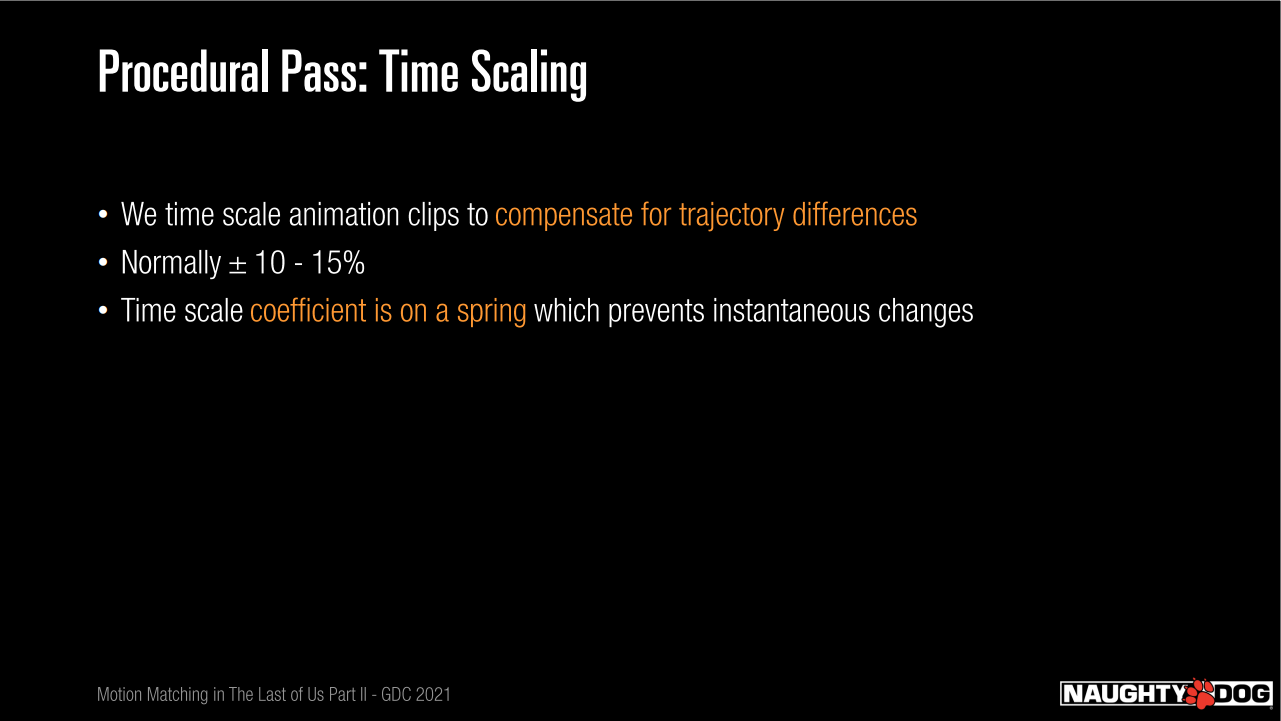 Procedural Pass: Time Scaling
• We time scale animation clips to compensate for trajectory differences
• Normally ± 10 - 15%
• Time scale coefficient is on a spring which prevents instantaneous changes
Motion Matching in The Last of Us Part II - GDC 2021
NAUGHTY DOG